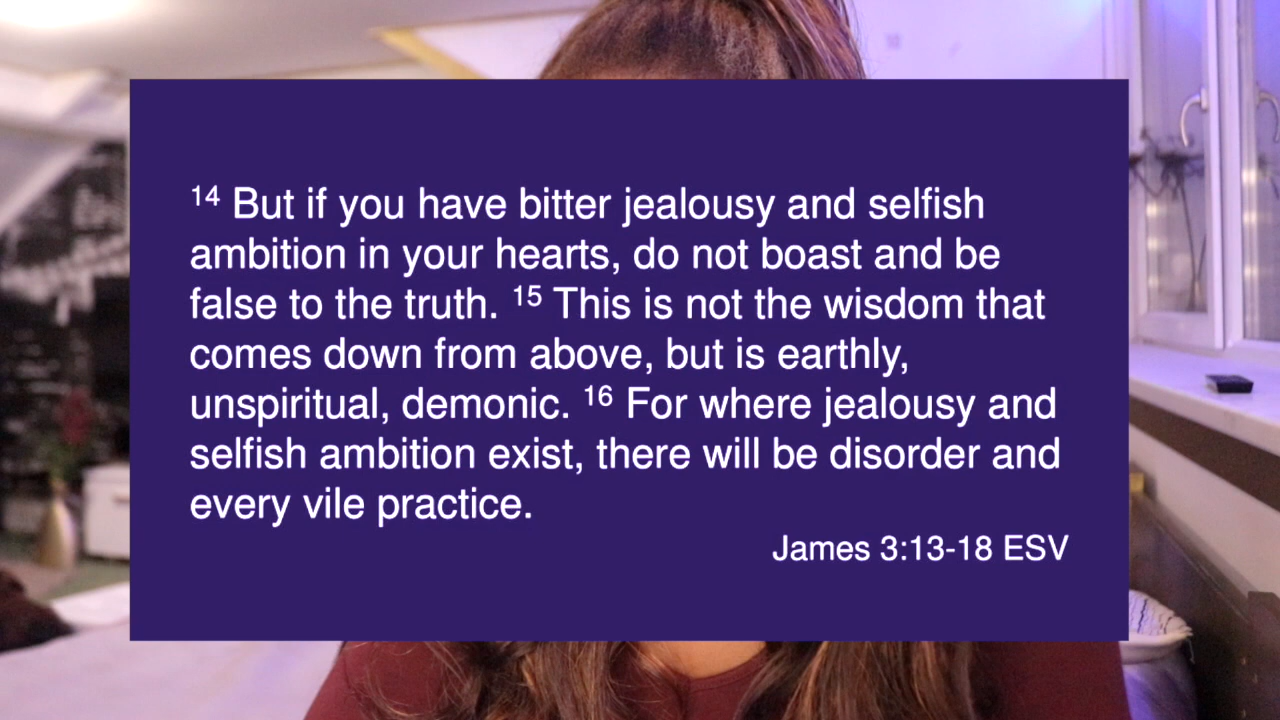 14 But if you have bitter jealousy and selfish
ambition in your hearts, do not boast and be
false to the truth. 15 This is not the wisdom that
comes down from above, but is earthly,
unspiritual, demonic. 16 For where jealousy and
selfish ambition exist, there will be disorder and
every vile practice.
James 3:13-18 ESV